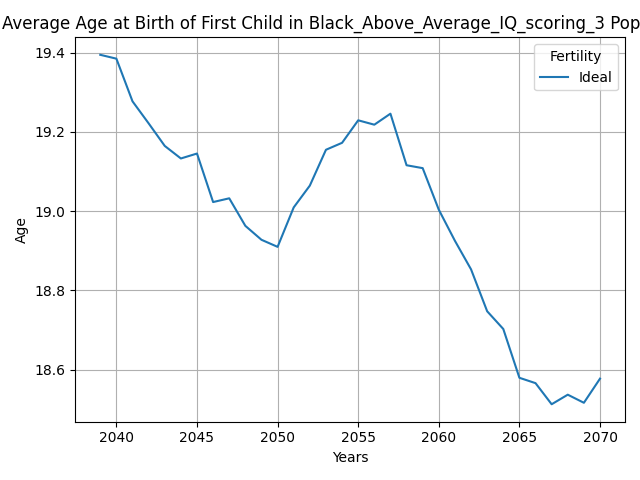 Average Age at Birth of First Child in Black_Above_Average_IQ_scoring_3 Pop
19.4
19.2
19.0
18.8
18.6
Age
Fertility
Ideal
2040 2045 2050 2055 2060 2065 2070
Years